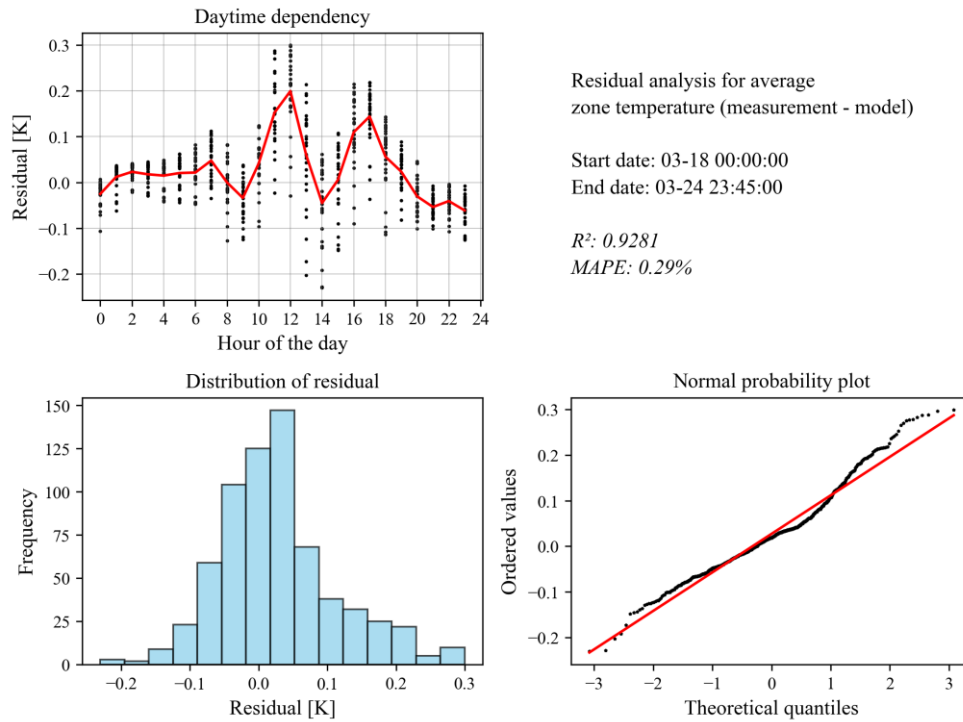 Daytime dependency
Residual [K]
0.3
0.2
0.1
0.0
−0.1
−0.2
0 2 4 6 8 10 12 14 16 18 20 22 24
Hour of the day
Residual analysis for average
zone temperature (measurement - model)
Start date: 03-18 00:00:00
End date: 03-24 23:45:00
R²: 0.9281
MAPE: 0.29%
Distribution of residual
Frequency
150
125
100
75
50
25
0
−0.2 −0.1 0.0 0.1 0.2 0.3
Residual [K]
Normal probability plot
Ordered values
0.3
0.2
0.1
0.0
−0.1
−0.2
−3 −2 −1 0 1 2 3
Theoretical quantiles